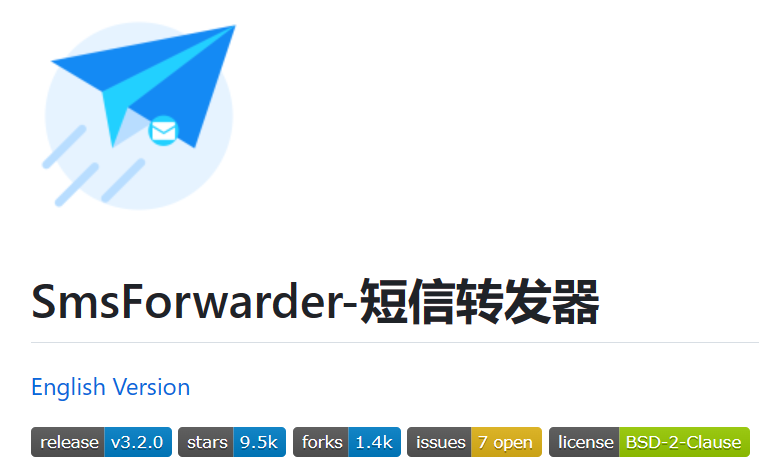 SmsForwarder-短信转发器
English Version
release v3.2.0 stars 9.5k forks 1.4k issues 7 open license BSD-2-Clause